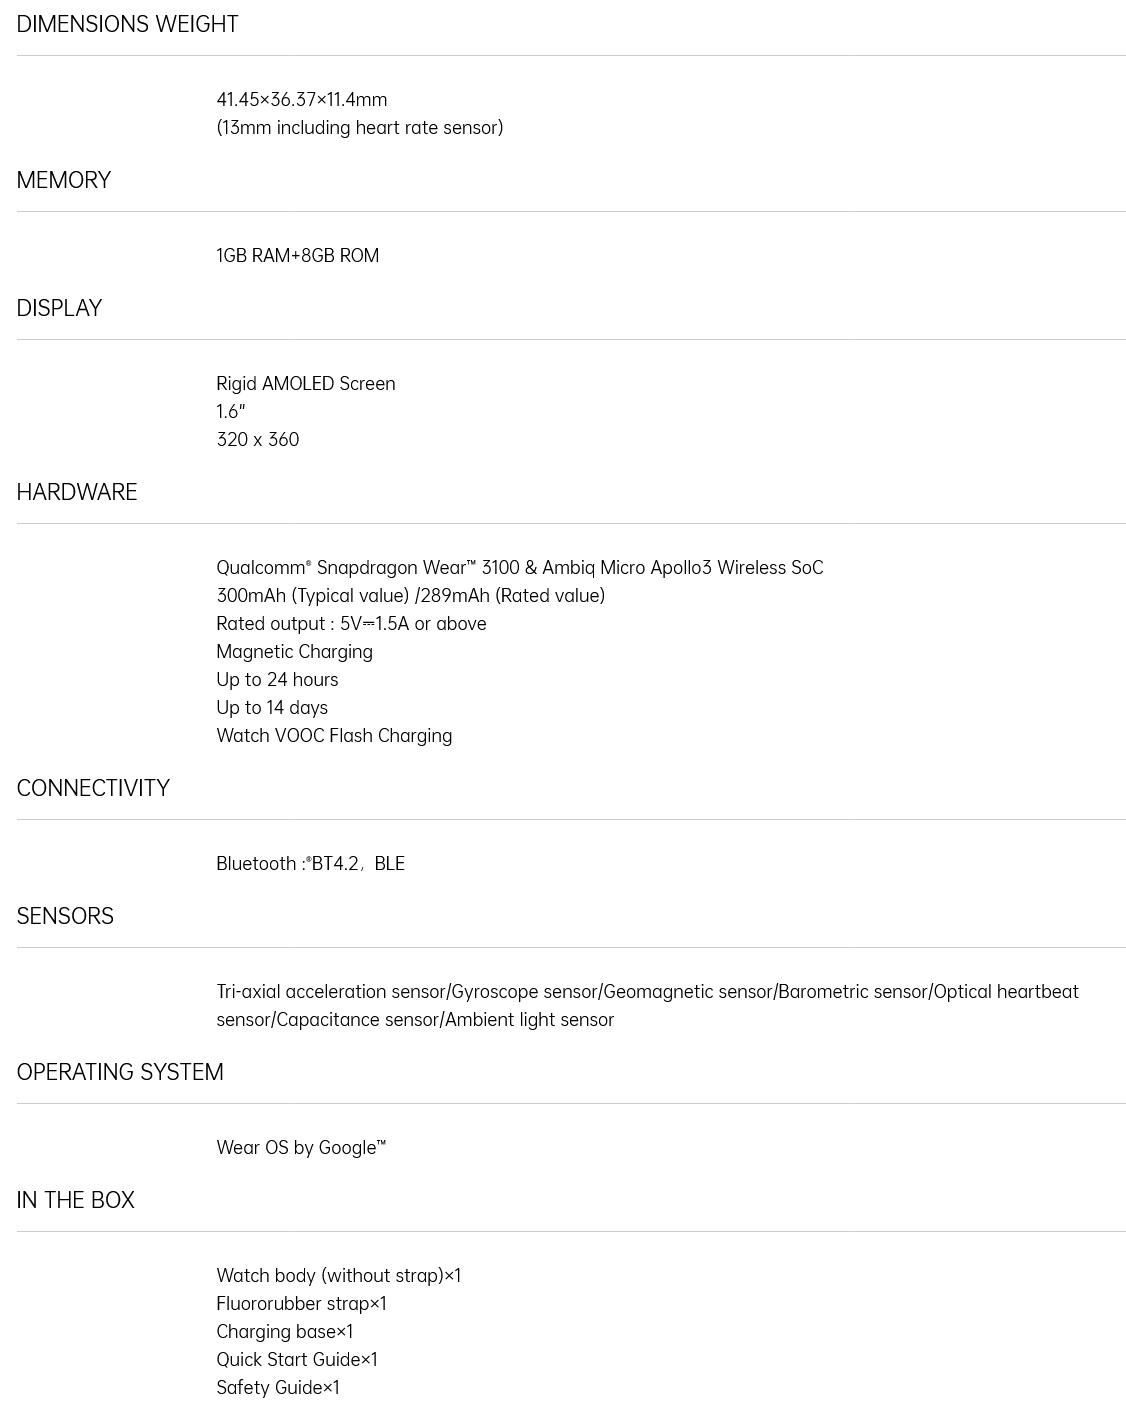 DIMENSIONS WEIGHT
41.45×36.37×11.4mm
(13mm including heart rate sensor)
MEMORY
1GB RAM+8GB ROM
DISPLAY
Rigid AMOLED Screen
1.6″
320 x 360
HARDWARE
Qualcomm® Snapdragon Wear™ 3100 & Ambiq Micro Apollo3 Wireless SoC
300mAh (Typical value) /289mAh (Rated value)
Rated output : 5V⎓1.5A or above
Magnetic Charging
Up to 24 hours
Up to 14 days
Watch VOOC Flash Charging
CONNECTIVITY
Bluetooth :®BT4.2，BLE
SENSORS
Tri-axial acceleration sensor/Gyroscope sensor/Geomagnetic sensor/Barometric sensor/Optical heartbeat
sensor/Capacitance sensor/Ambient light sensor
OPERATING SYSTEM
Wear OS by Google™
IN THE BOX
Watch body (without strap)×1
Fluororubber strap×1
Charging base×1
Quick Start Guide×1
Safety Guide×1